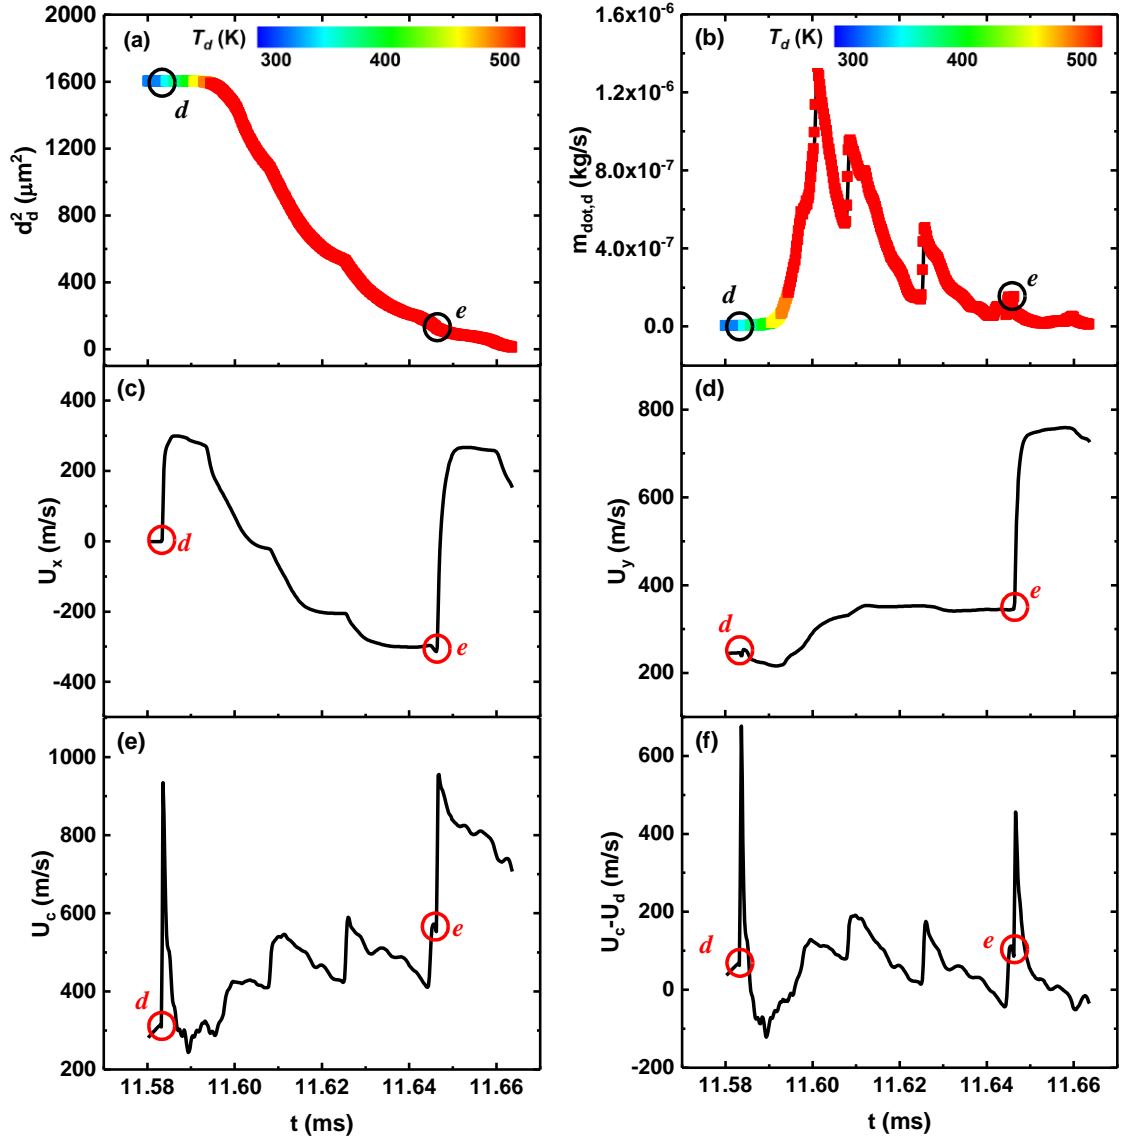 (a)
T_d (K)
300
400
500
d
e
2000
1600
1200
800
400
0
d_d^2 (μm^2)
(b)
T_d (K)
300
400
500
d
e
1.6x10^-6
1.2x10^-6
8.0x10^-7
4.0x10^-7
0.0
m_dot,d (kg/s)
(c)
d
e
400
200
0
-200
-400
U_x (m/s)
(d)
d
e
800
600
400
200
U_y (m/s)
(e)
d
e
1000
800
600
400
200
U_c (m/s)
11.58
11.60
11.62
11.64
11.66
t (ms)
(f)
d
e
600
400
200
0
-200
U_c-U_d (m/s)
11.58
11.60
11.62
11.64
11.66
t (ms)